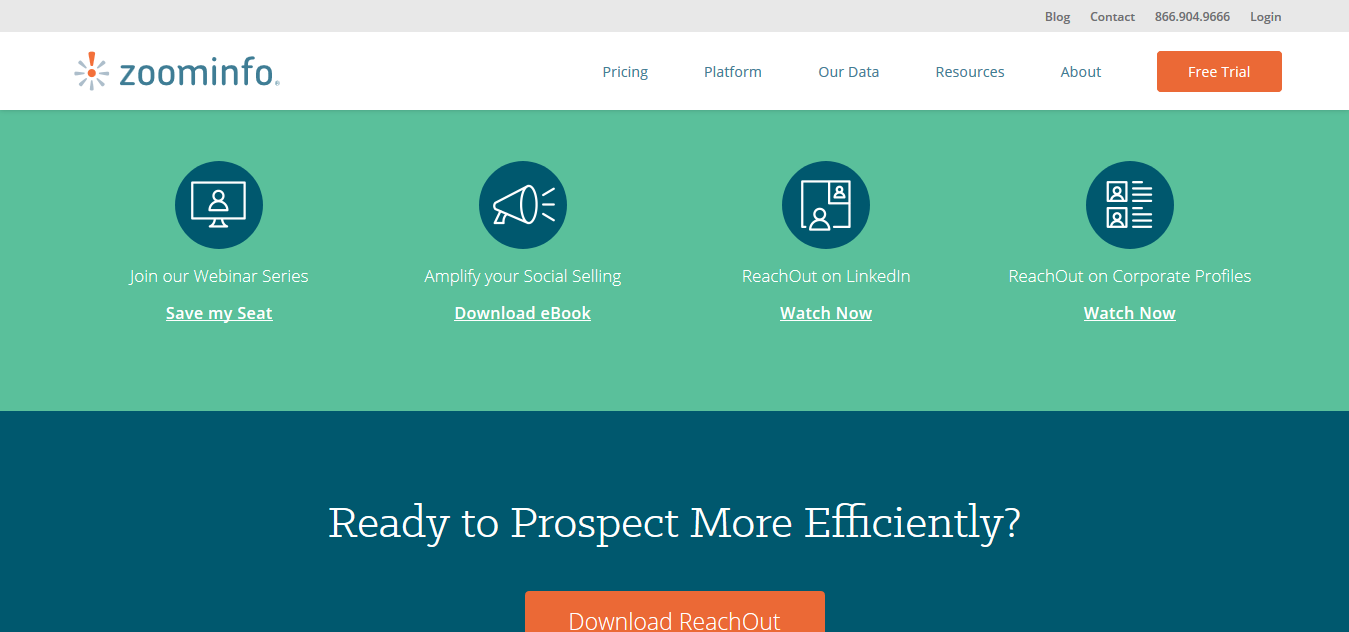 Blog Contact 866.904.9666 Login
zoominfo
Pricing Platform Our Data Resources About Free Trial
Join our Webinar Series
Save my Seat
Amplify your Social Selling
Download eBook
ReachOut on LinkedIn
Watch Now
ReachOut on Corporate Profiles
Watch Now
Ready to Prospect More Efficiently?
Download ReachOut